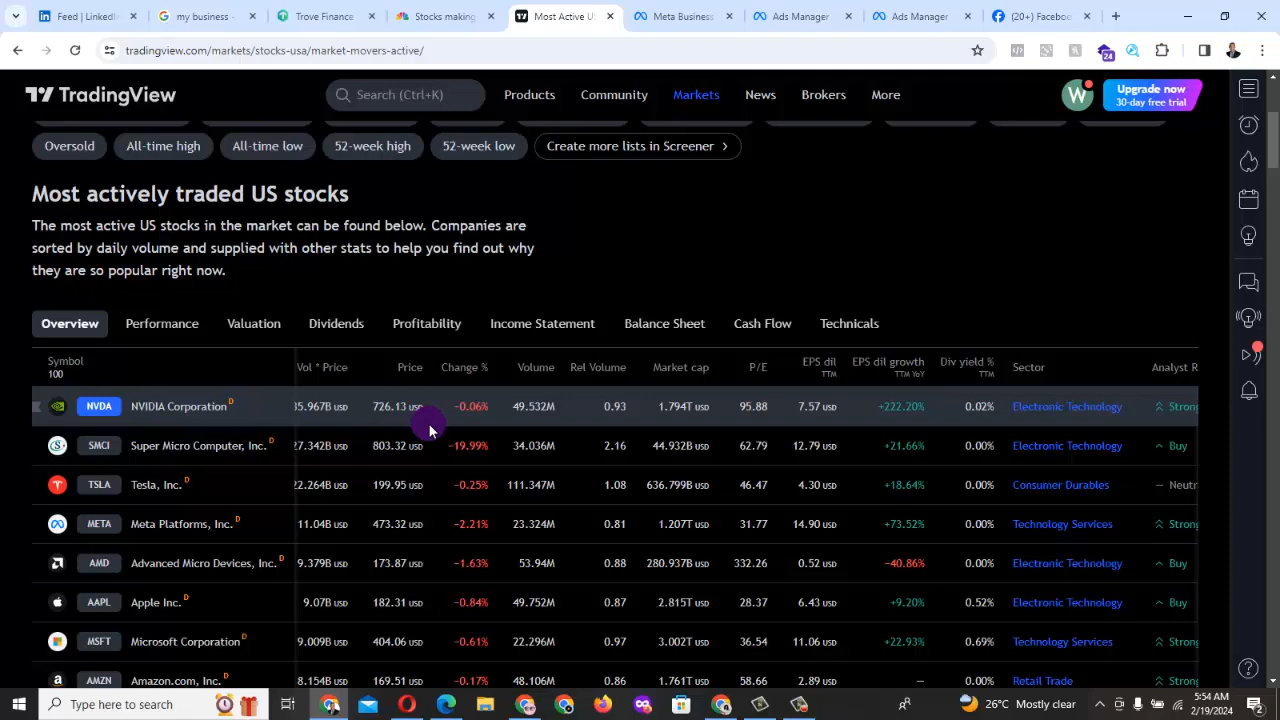 Feed | LinkedIn
my business -
Trove Finance
Stocks making
Most Active US
Meta Business
Ads Manager
Ads Manager
(20+) Facebook
tradingview.com/markets/stocks-usa/market-movers-active/
24
TradingView
Search (Ctrl+K)
Products
Community
Markets
News
Brokers
More
W
Upgrade now
30-day free trial
Oversold
All-time high
All-time low
52-week high
52-week low
Create more lists in Screener
Most actively traded US stocks
The most active US stocks in the market can be found below. Companies are
sorted by daily volume and supplied with other stats to help you find out why
they are so popular right now.
Overview Performance Valuation Dividends Profitability Income Statement Balance Sheet Cash Flow Technicals
Symbol Vol * Price Price Change % Volume Rel Volume Market cap P/E EPS dil EPS dil growth Div yield % Sector Analyst R
100 TTM TTM YoY TTM
NVDA NVIDIA Corporation D 35.967B USD 726.13 USD −0.06% 49.532M 0.93 1.794T USD 95.88 7.57 USD +222.20% 0.02% Electronic Technology Strong
SMCI Super Micro Computer, Inc. D 27.342B USD 803.32 USD −19.99% 34.036M 2.16 44.932B USD 62.79 12.79 USD +21.66% 0.00% Electronic Technology Buy
TSLA Tesla, Inc. D 22.264B USD 199.95 USD −0.25% 111.347M 1.08 636.799B USD 46.47 4.30 USD +18.64% 0.00% Consumer Durables — Neutr
META Meta Platforms, Inc. D 11.04B USD 473.32 USD −2.21% 23.324M 0.81 1.207T USD 31.77 14.90 USD +73.52% 0.00% Technology Services Strong
AMD Advanced Micro Devices, Inc. D 9.379B USD 173.87 USD −1.63% 53.94M 0.88 280.937B USD 332.26 0.52 USD −40.86% 0.00% Electronic Technology Buy
AAPL Apple Inc. D 9.07B USD 182.31 USD −0.84% 49.752M 0.87 2.815T USD 28.37 6.43 USD +9.20% 0.52% Electronic Technology Buy
MSFT Microsoft Corporation D 9.009B USD 404.06 USD −0.61% 22.296M 0.97 3.002T USD 36.54 11.06 USD +22.93% 0.69% Technology Services Strong
AMZN Amazon.com, Inc. D 8.154B USD 169.51 USD −0.17% 48.106M 0.86 1.761T USD 58.66 2.89 USD — 0.00% Retail Trade Strong
Type here to search
26°C Mostly clear
5:54 AM
2/19/2024
2